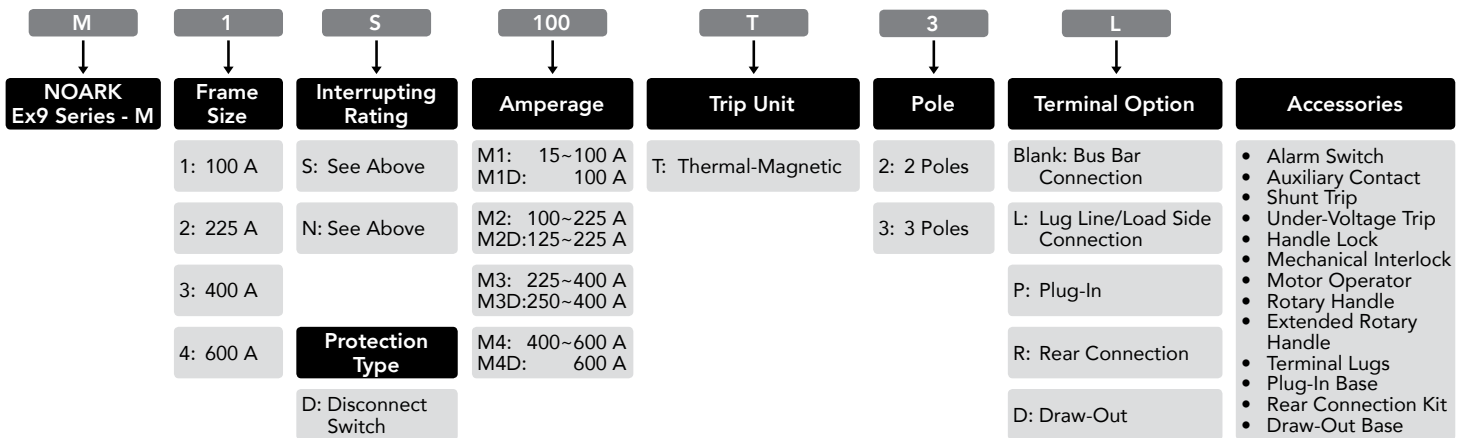 M 1 S 100 T 3 L
NOARK
Ex9 Series - M
Frame
Size
Interrupting
Rating
Amperage
Trip Unit
Pole
Terminal Option
Accessories
1: 100 A
2: 225 A
3: 400 A
4: 600 A
S: See Above
N: See Above
Protection
Type
D: Disconnect
Switch
M1: 15~100 A
M1D: 100 A
M2: 100~225 A
M2D:125~225 A
M3: 225~400 A
M3D:250~400 A
M4: 400~600 A
M4D: 600 A
T: Thermal-Magnetic
2: 2 Poles
3: 3 Poles
Blank: Bus Bar
Connection
L: Lug Line/Load Side
Connection
P: Plug-In
R: Rear Connection
D: Draw-Out
• Alarm Switch
• Auxiliary Contact
• Shunt Trip
• Under-Voltage Trip
• Handle Lock
• Mechanical Interlock
• Motor Operator
• Rotary Handle
• Extended Rotary
Handle
• Terminal Lugs
• Plug-In Base
• Rear Connection Kit
• Draw-Out Base